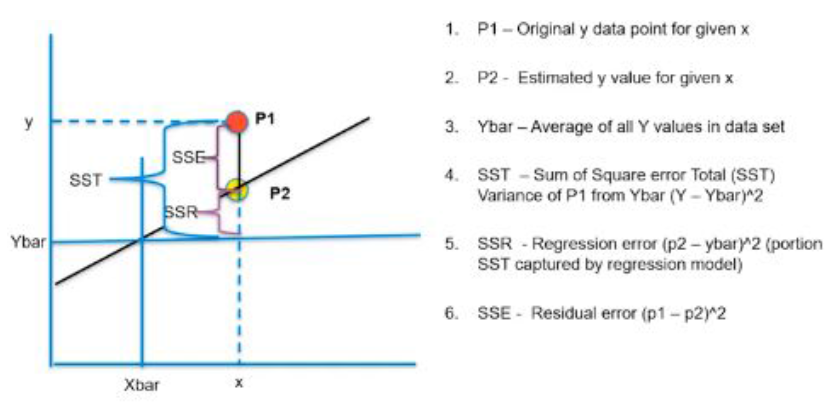 y
P1
SSE
SST
P2
SSR
Ybar
Xbar
x
1. P1 – Original y data point for given x
2. P2 - Estimated y value for given x
3. Ybar – Average of all Y values in data set
4. SST – Sum of Square error Total (SST)
Variance of P1 from Ybar (Y – Ybar)^2
5. SSR - Regression error (p2 – ybar)^2 (portion
SST captured by regression model)
6. SSE - Residual error (p1 – p2)^2